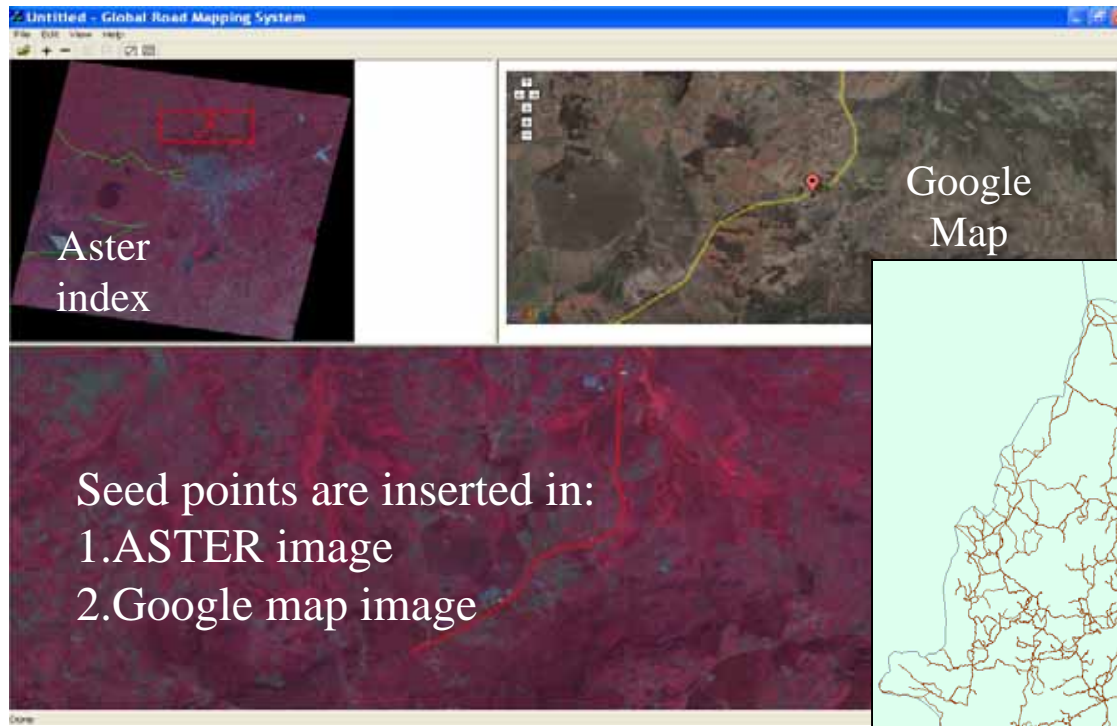 Untitled - Global Road Mapping System
File Edit View Help
Aster
index
Google
Map
Seed points are inserted in:
1.ASTER image
2.Google map image